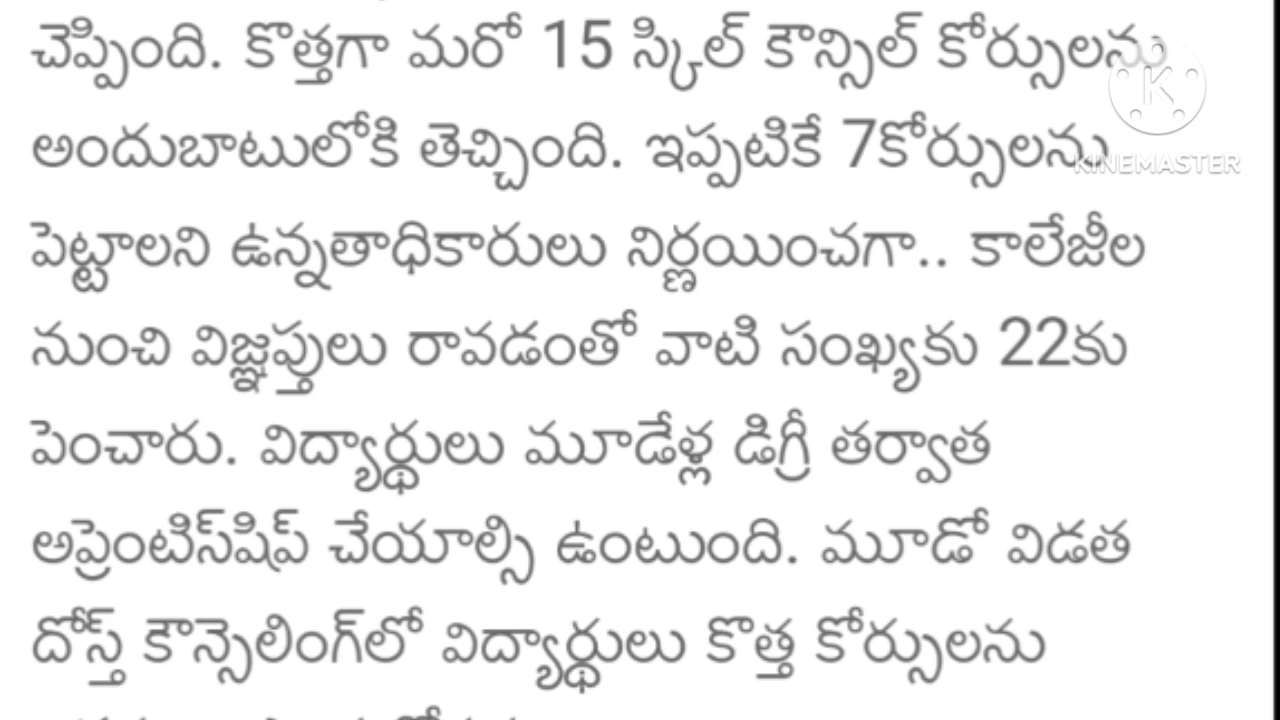 చెప్పింది. కొత్తగా మరో 15 స్కిల్ కౌన్సిల్ కోర్సులను
అందుబాటులోకి తెచ్చింది. ఇప్పటికే 7కోర్సులను
KINEMASTER
పెట్టాలని ఉన్నతాధికారులు నిర్ణయించగా.. కాలేజీల
నుంచి విజ్ఞప్తులు రావడంతో వాటి సంఖ్యకు 22కు
పెంచారు. విద్యార్థులు మూడేళ్ల డిగ్రీ తర్వాత
అప్రెంటిస్‌షిప్ చేయాల్సి ఉంటుంది. మూడో విడత
దోస్త్ కౌన్సెలింగ్‌లో విద్యార్థులు కొత్త కోర్సులను